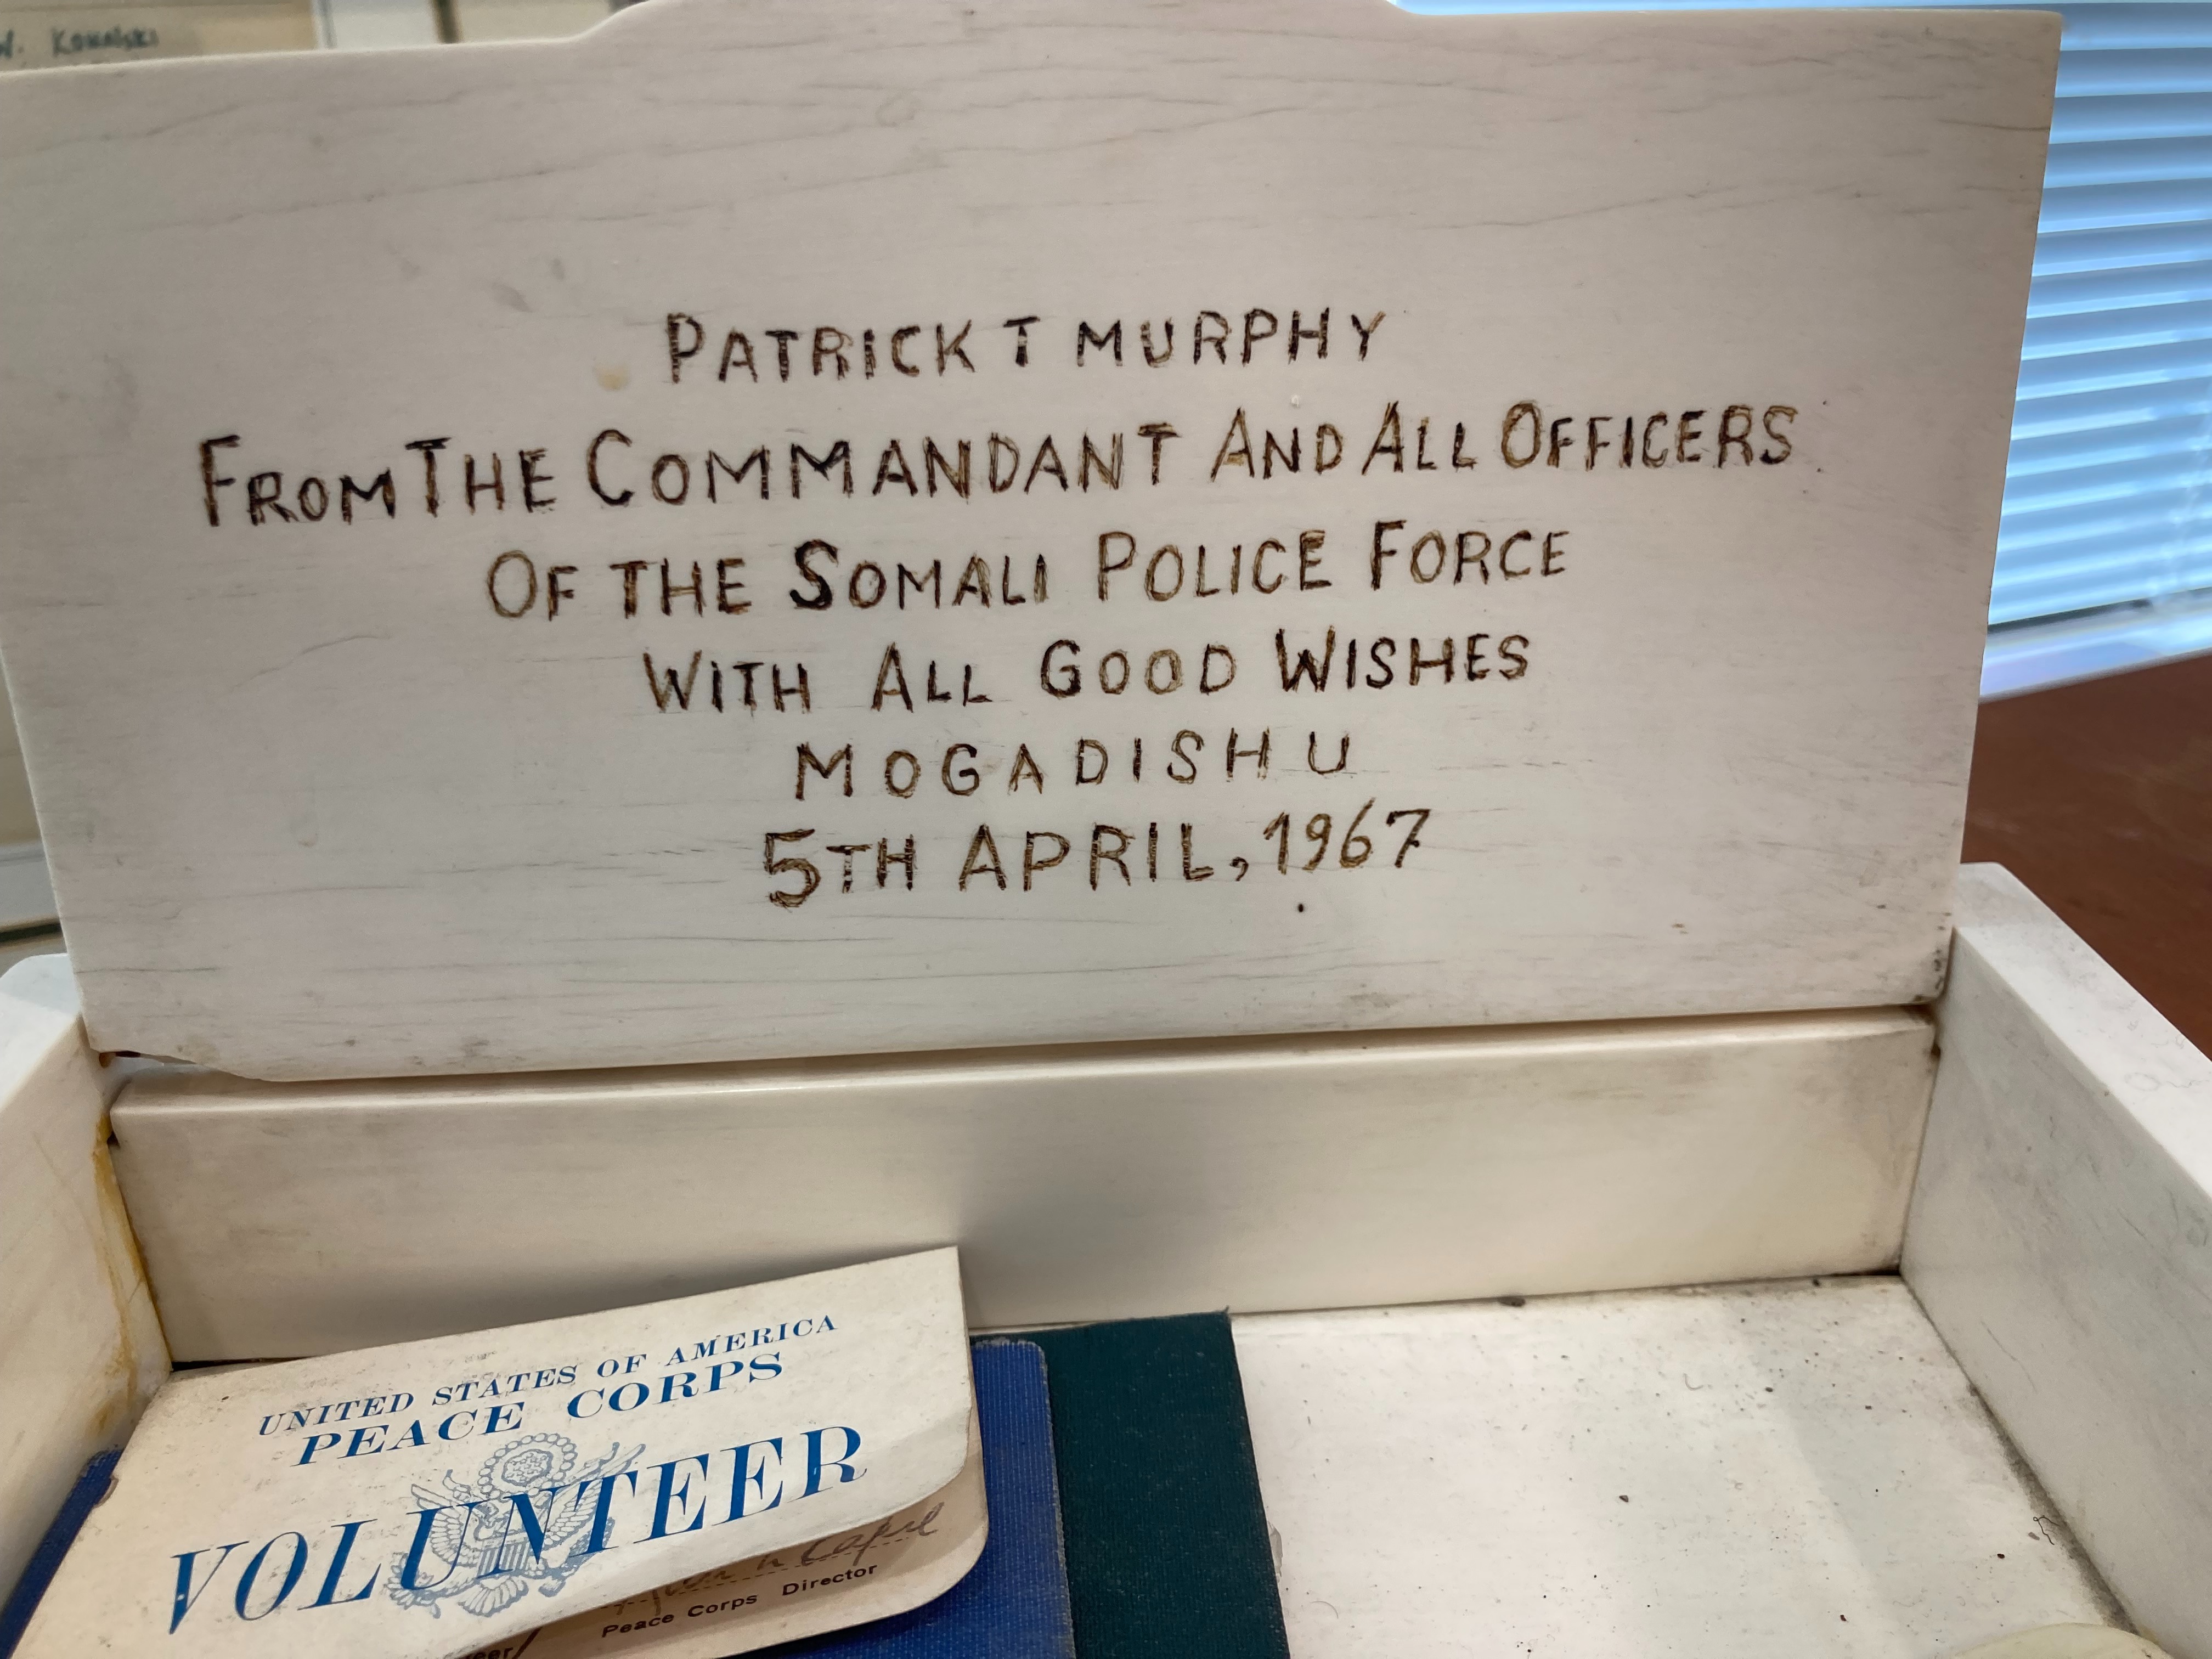 Kowalski
PATRICK T MURPHY
FROM THE COMMANDANT AND ALL OFFICERS
OF THE SOMALI POLICE FORCE
WITH ALL GOOD WISHES
MOGADISHU
5TH APRIL, 1967
UNITED STATES OF AMERICA
PEACE CORPS
VOLUNTEER
Peace Corps Director